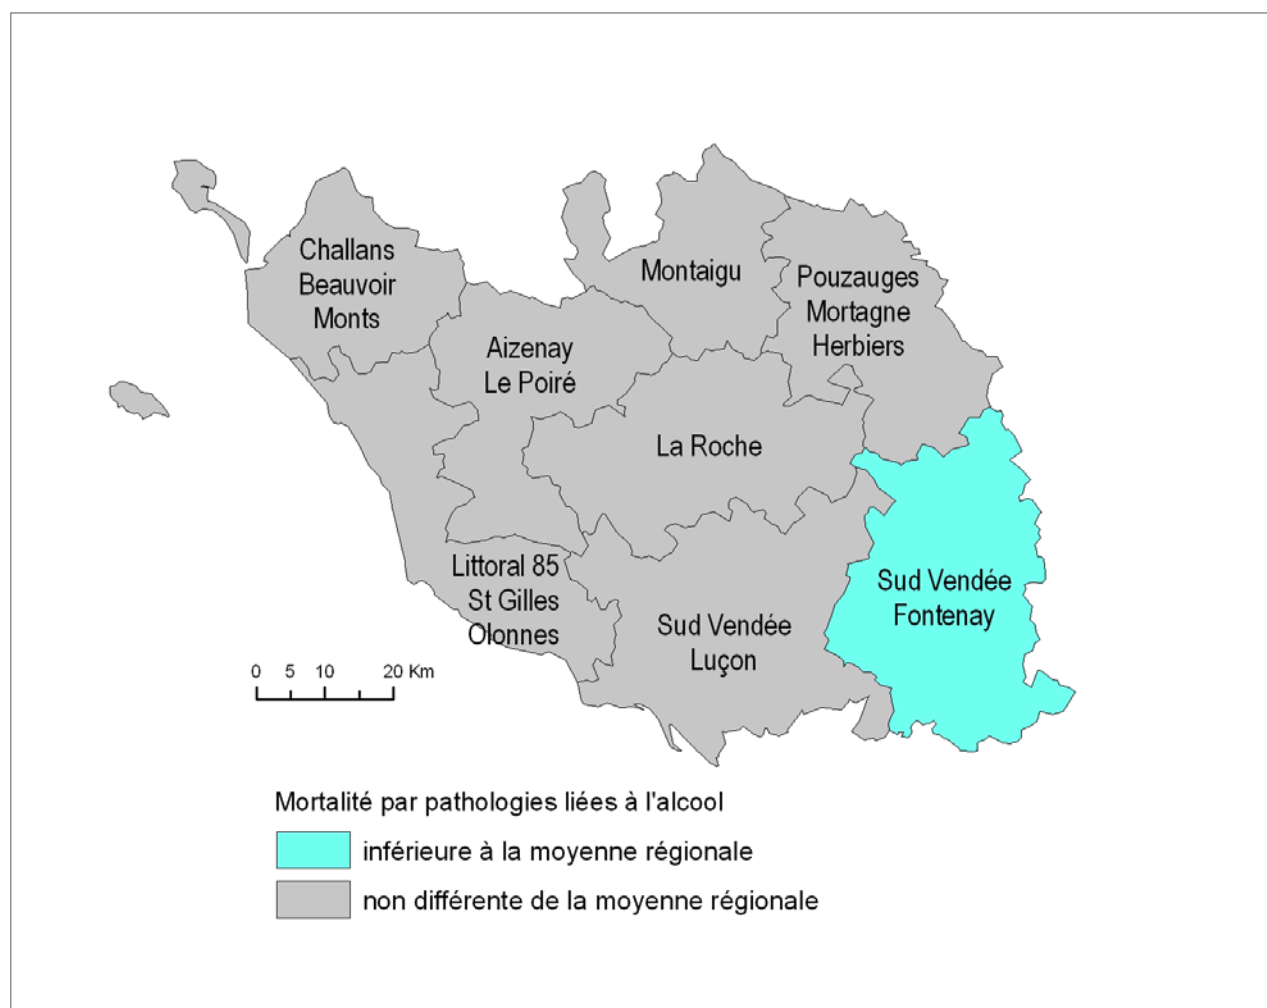 Challans
Beauvoir
Monts
Montaigu
Pouzauges
Mortagne
Herbiers
Aizenay
Le Poiré
La Roche
Littoral 85
St Gilles
Olonnes
Sud Vendée
Luçon
Sud Vendée
Fontenay
0 5 10 20 Km
Mortalité par pathologies liées à l'alcool
inférieure à la moyenne régionale
non différente de la moyenne régionale